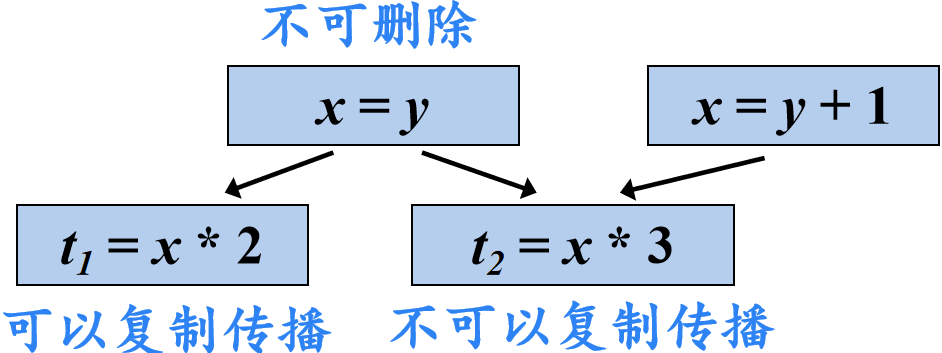 不可删除
x = y
x = y + 1
t1 = x * 2
t2 = x * 3
可以复制传播
不可以复制传播